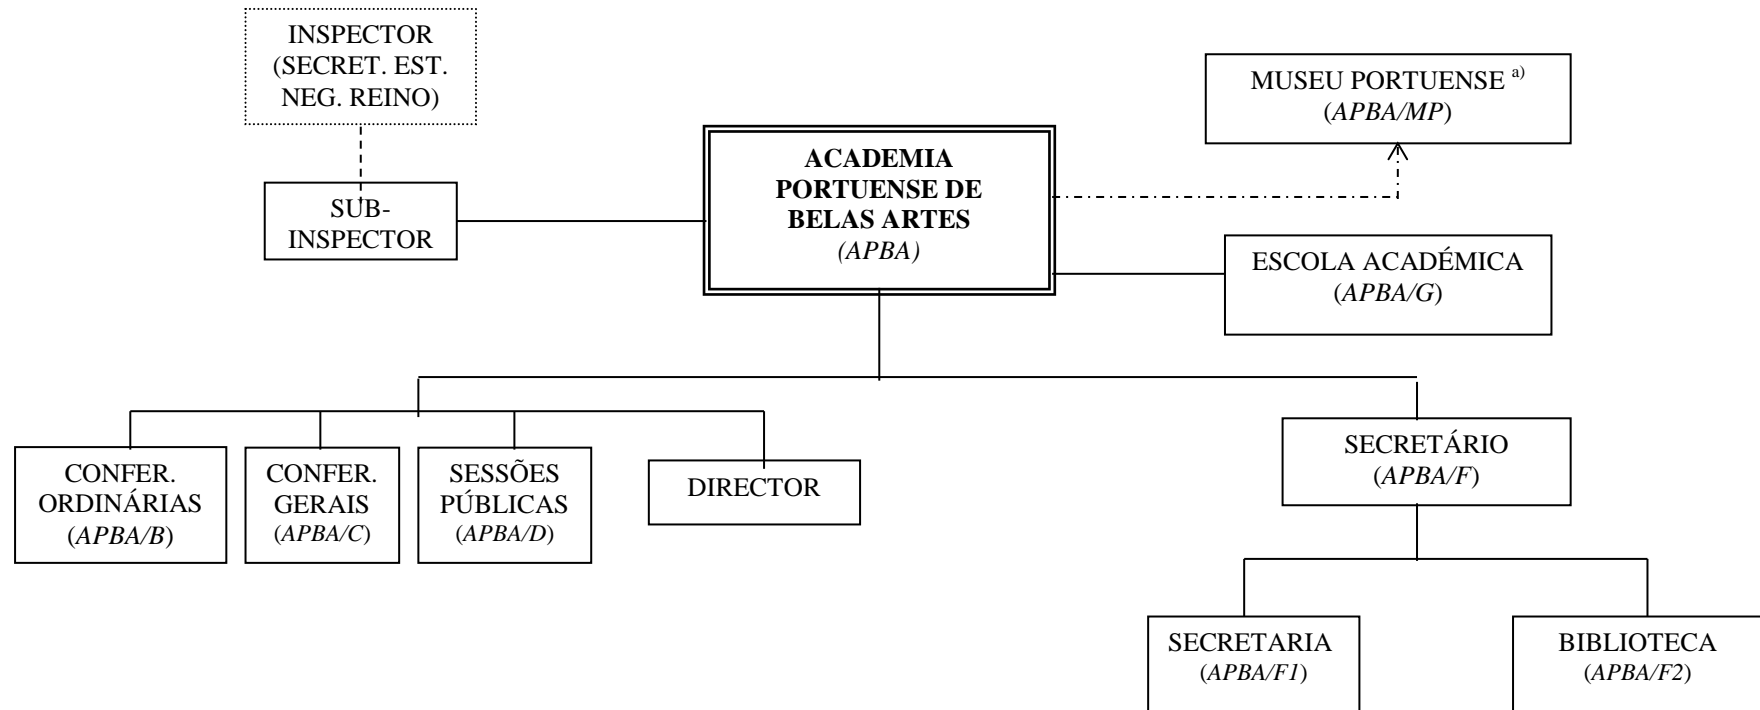 INSPECTOR
(SECRET. EST.
NEG. REINO)
SUB-
INSPECTOR
ACADEMIA
PORTUENSE DE
BELAS ARTES
(APBA)
MUSEU PORTUENSE a)
(APBA/MP)
ESCOLA ACADÉMICA
(APBA/G)
CONFER.
ORDINÁRIAS
(APBA/B)
CONFER.
GERAIS
(APBA/C)
SESSÕES
PÚBLICAS
(APBA/D)
DIRECTOR
SECRETÁRIO
(APBA/F)
SECRETARIA
(APBA/F1)
BIBLIOTECA
(APBA/F2)